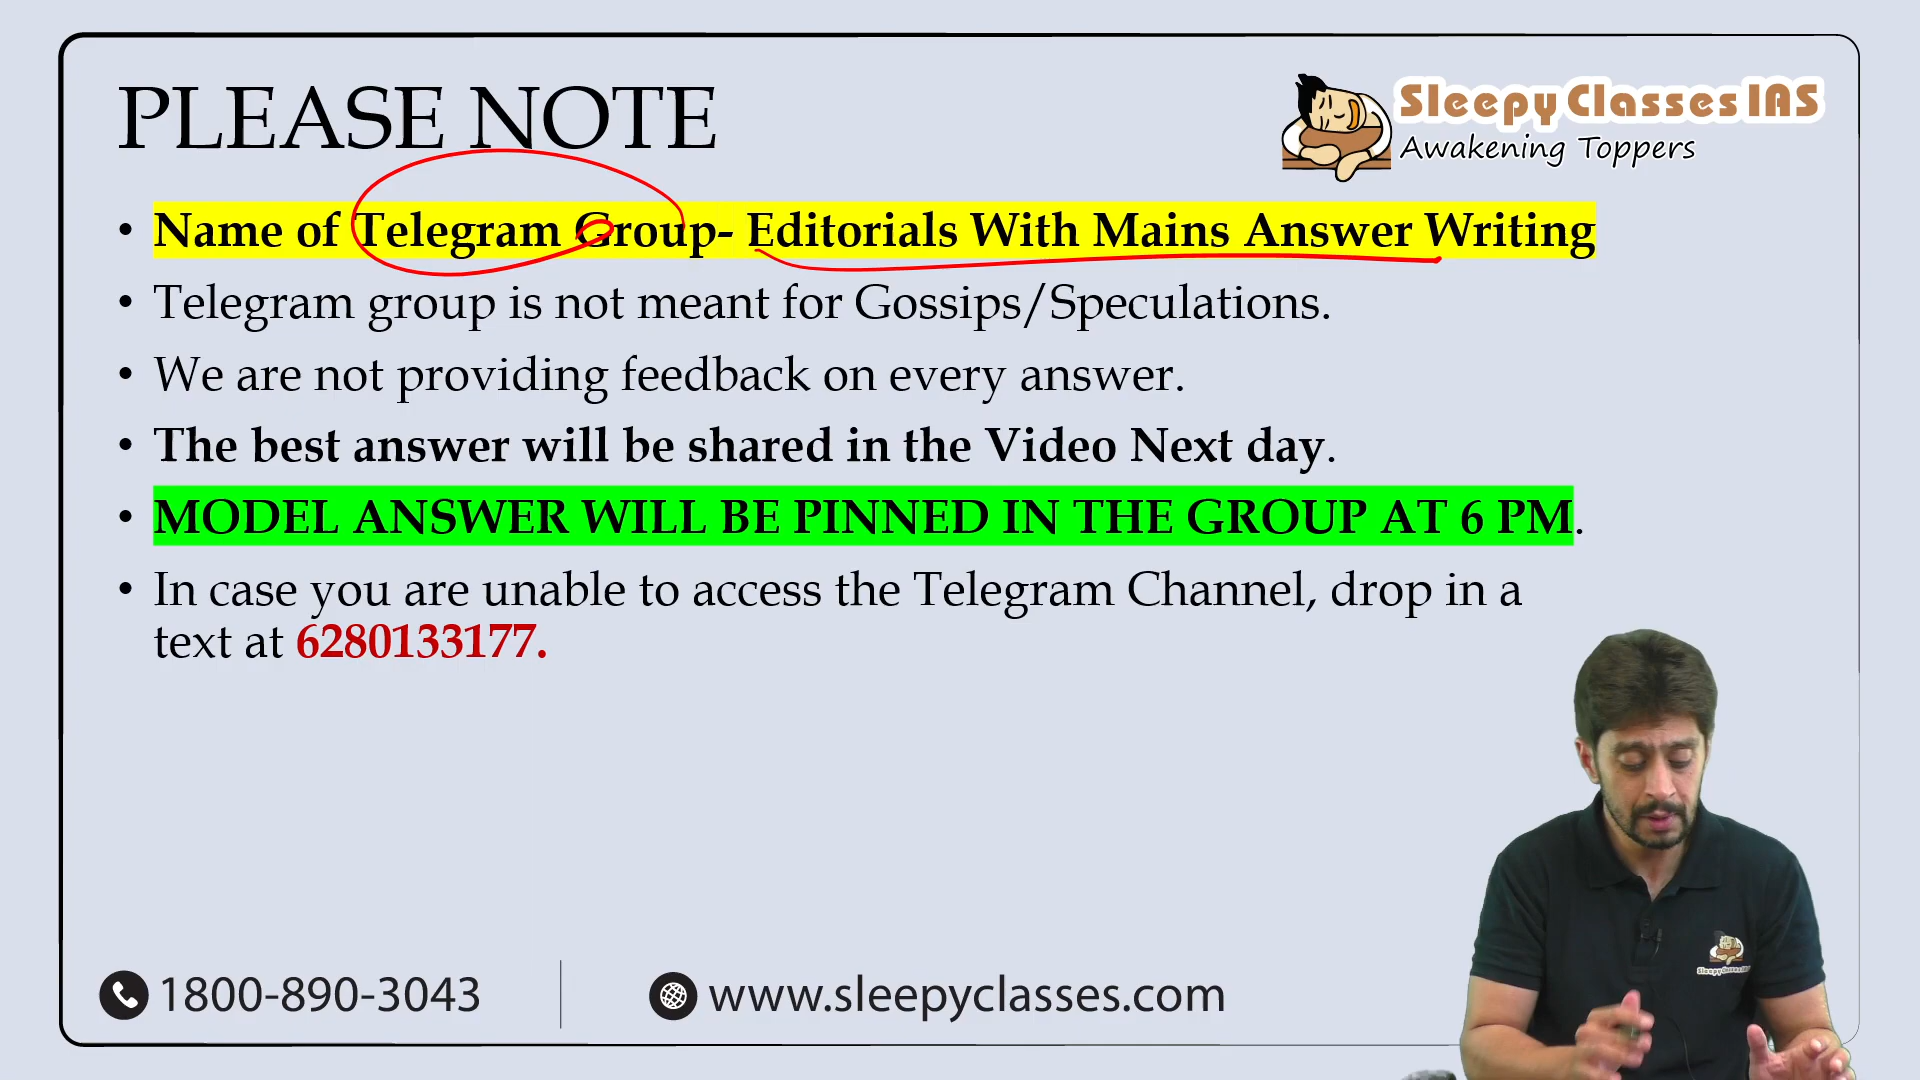 PLEASE NOTE
Sleepy Classes IAS
Awakening Toppers
• Name of Telegram Group- Editorials With Mains Answer Writing
• Telegram group is not meant for Gossips/Speculations.
• We are not providing feedback on every answer.
• The best answer will be shared in the Video Next day.
• MODEL ANSWER WILL BE PINNED IN THE GROUP AT 6 PM.
• In case you are unable to access the Telegram Channel, drop in a
text at 6280133177.
SleepyClasses IAS
1800-890-3043
www.sleepyclasses.com